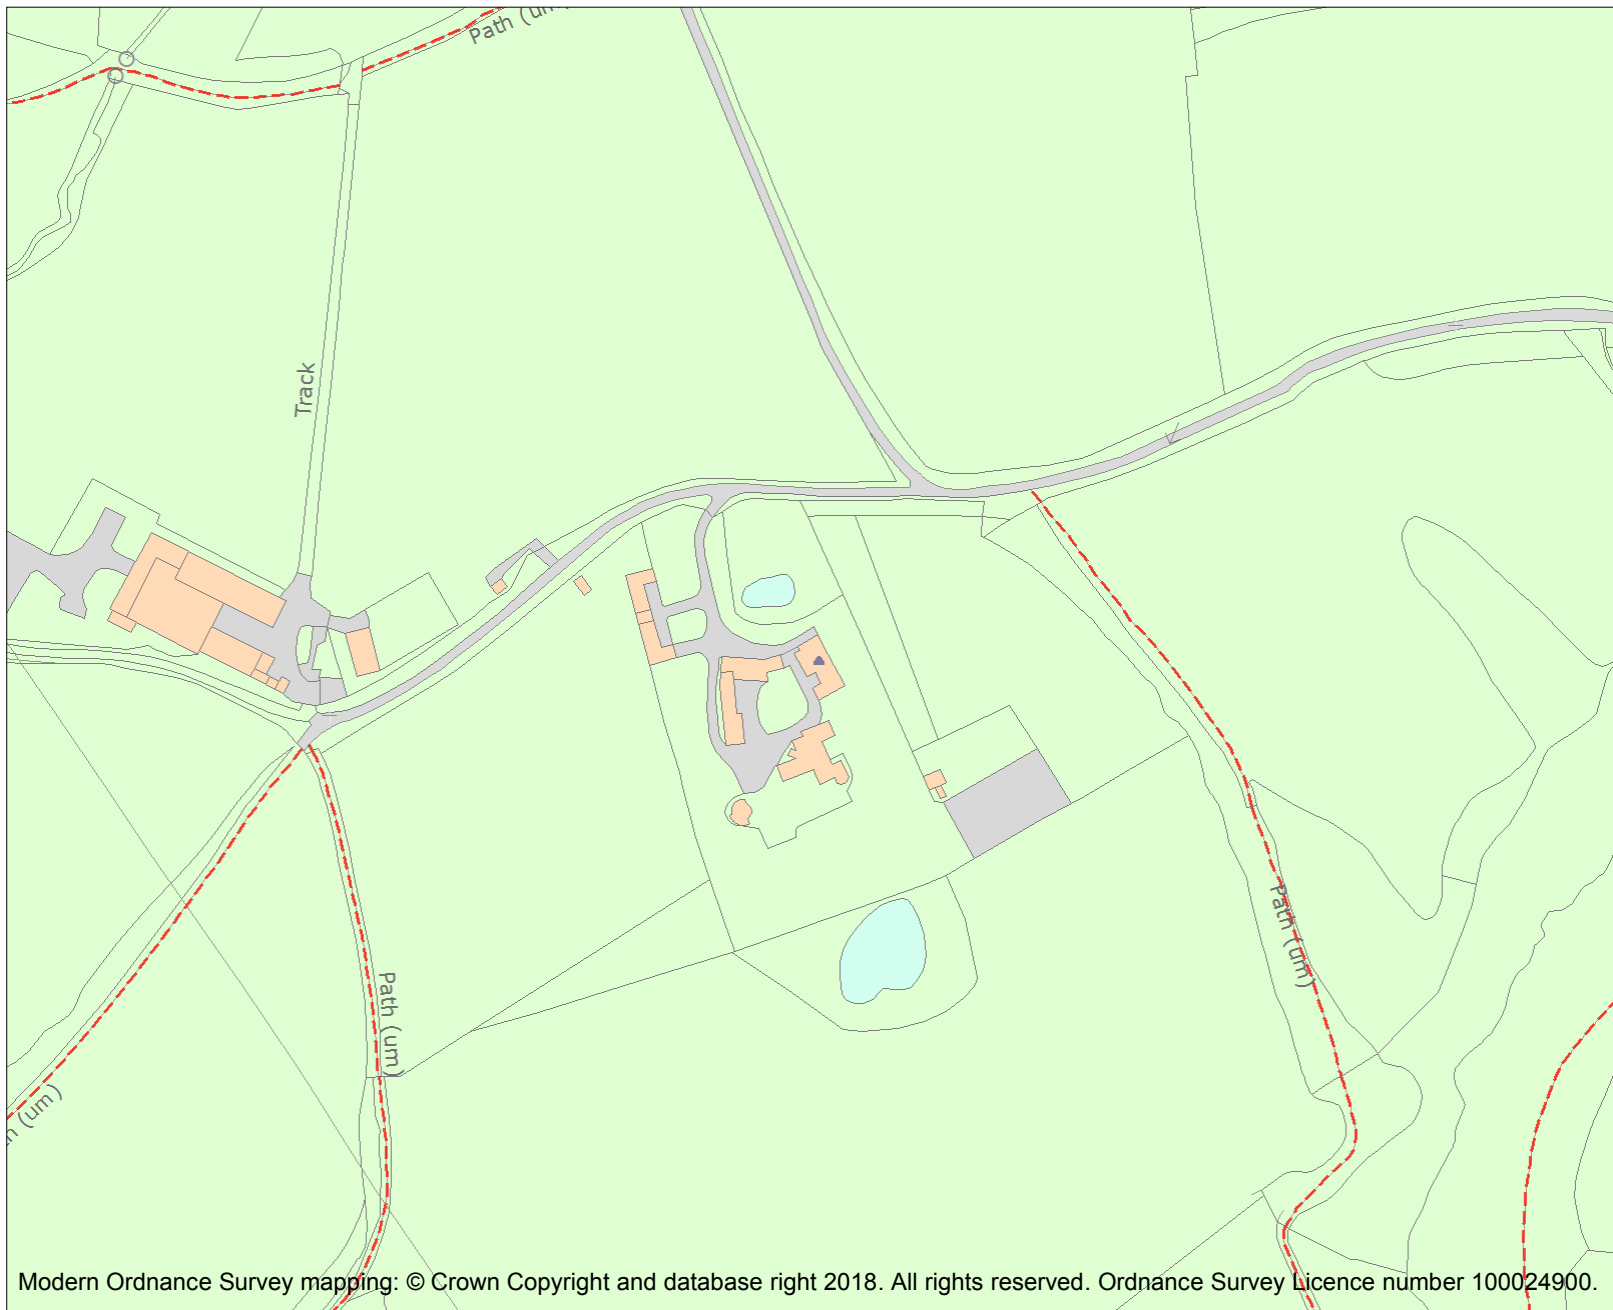 Path (un
Track
Path (um)
Path (um)
(um)
Modern Ordnance Survey mapping: © Crown Copyright and database right 2018. All rights reserved. Ordnance Survey Licence number 100024900.